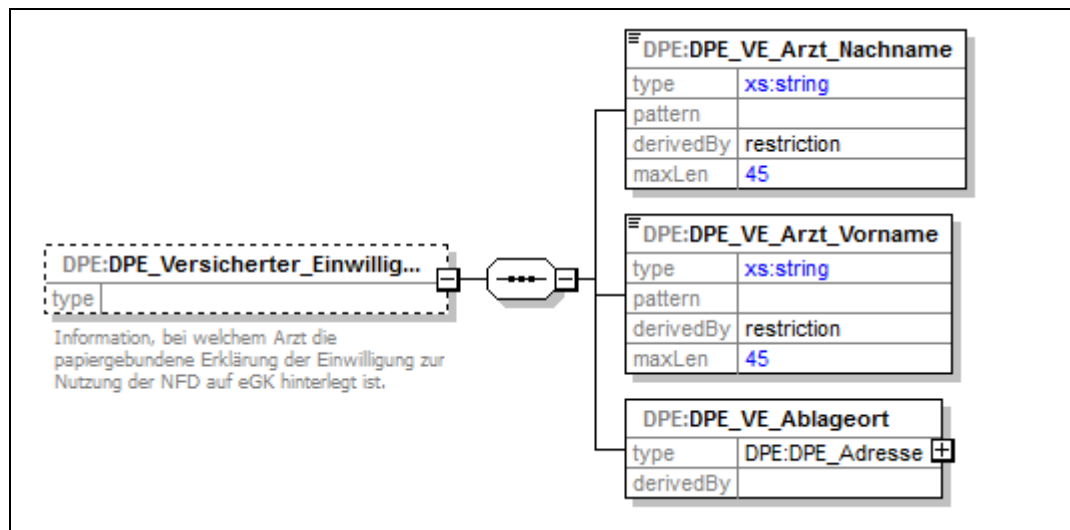 DPE:DPE_Versicherter_Einwillig...
type
Information, bei welchem Arzt die
papiergebundene Erklärung der Einwilligung zur
Nutzung der NFD auf eGK hinterlegt ist.
DPE:DPE_VE_Arzt_Nachname
type xs:string
pattern
derivedBy restriction
maxLen 45
DPE:DPE_VE_Arzt_Vorname
type xs:string
pattern
derivedBy restriction
maxLen 45
DPE:DPE_VE_Ablageort
type DPE:DPE_Adresse
derivedBy